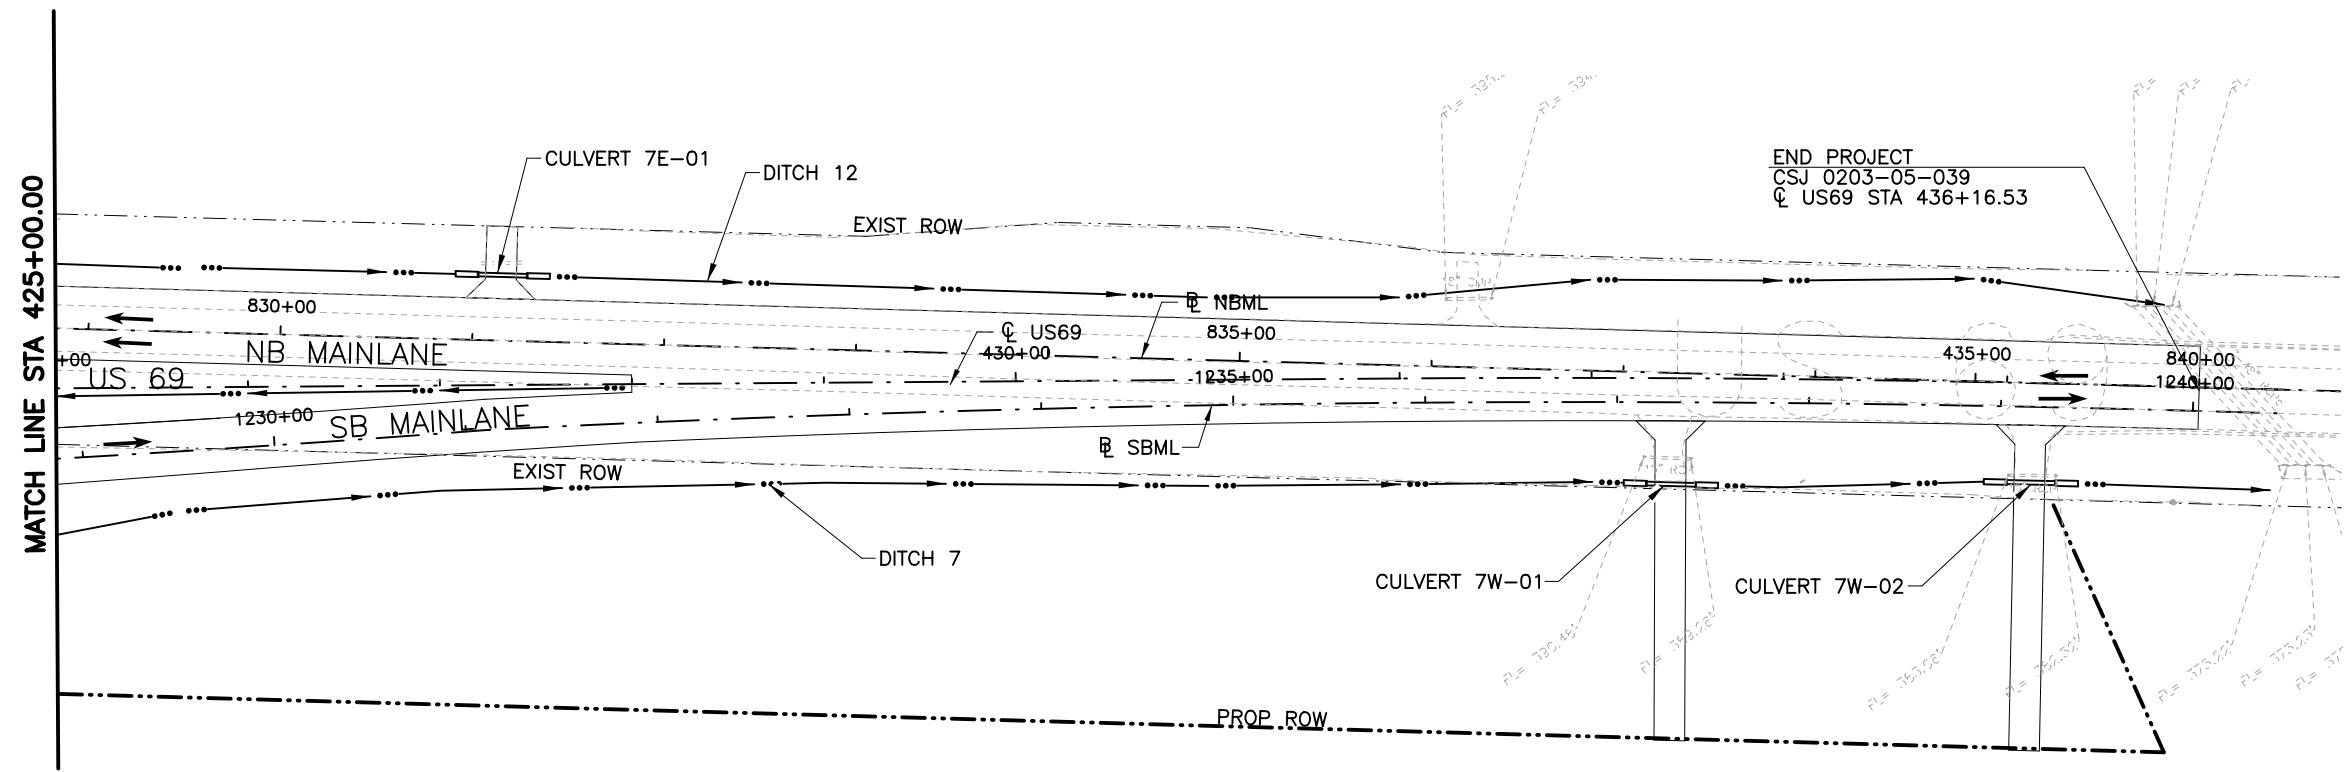 MATCH LINE STA 425+00.00
CULVERT 7E-01
DITCH 12
EXIST ROW
END PROJECT
CSJ 0203-05-039
℄ US69 STA 436+16.53
830+00
NB MAINLANE
+00
US 69
℄ US69
430+00
NBML
835+00
1235+00
435+00
840+00
1240+00
1230+00
SB MAINLANE
SBML
EXIST ROW
DITCH 7
CULVERT 7W-01
CULVERT 7W-02
PROP ROW